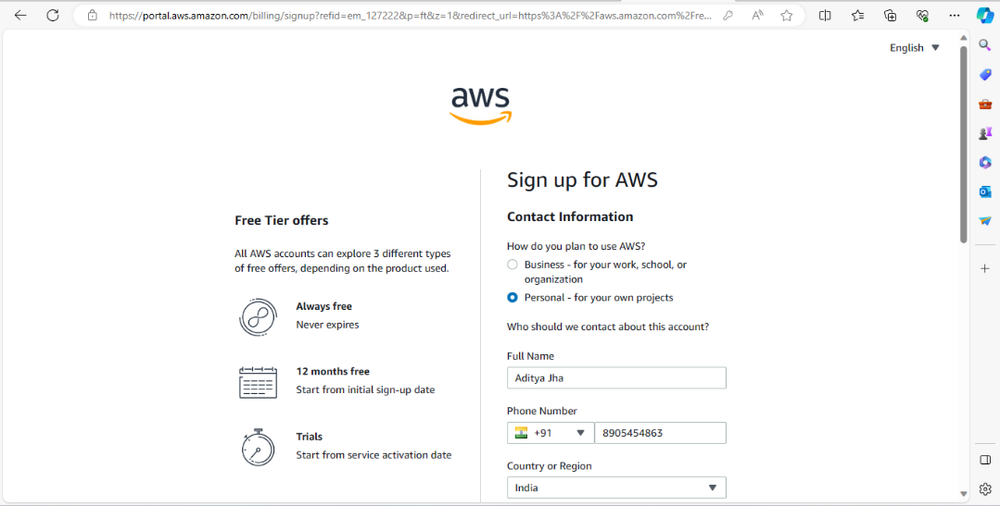 https://portal.aws.amazon.com/billing/signup?refid=em_127222&p=ft&z=1&redirect_url=https%3A%2F%2Faws.amazon.com%2Fre...
English
aws
Sign up for AWS
Free Tier offers
Contact Information
All AWS accounts can explore 3 different types
of free offers, depending on the product used.
How do you plan to use AWS?
Business - for your work, school, or
organization
Personal - for your own projects
Always free
Never expires
Who should we contact about this account?
Full Name
Aditya Jha
12 months free
Start from initial sign-up date
Phone Number
+91 8905454863
Trials
Start from service activation date
Country or Region
India